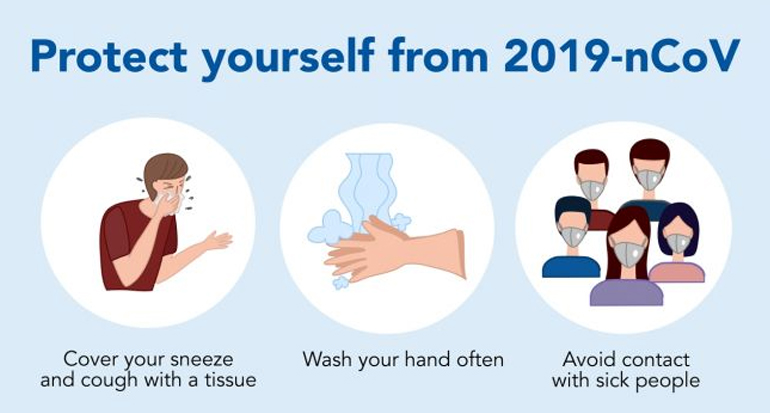 Protect yourself from 2019-nCoV
Cover your sneeze
and cough with a tissue
Wash your hand often
Avoid contact
with sick people